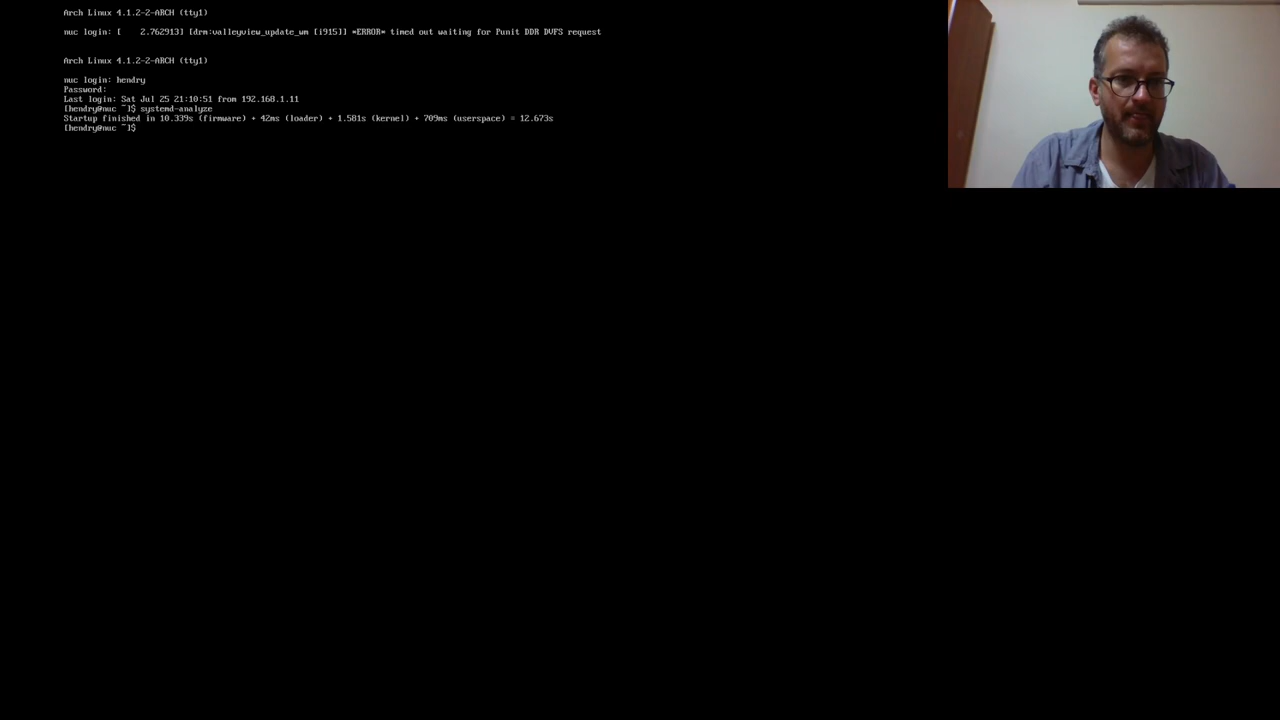 Arch Linux 4.1.2-2-ARCH (tty1)
nuc login: [    2.762913] [drm:valleyview_update_wm [i915]] *ERROR* timed out waiting for Punit DDR DVFS request
Arch Linux 4.1.2-2-ARCH (tty1)
nuc login: hendry
Password:
Last login: Sat Jul 25 21:10:51 from 192.168.1.11
[hendry@nuc ~]$ systemd-analyze
Startup finished in 10.339s (firmware) + 42ms (loader) + 1.581s (kernel) + 709ms (userspace) = 12.673s
[hendry@nuc ~]$